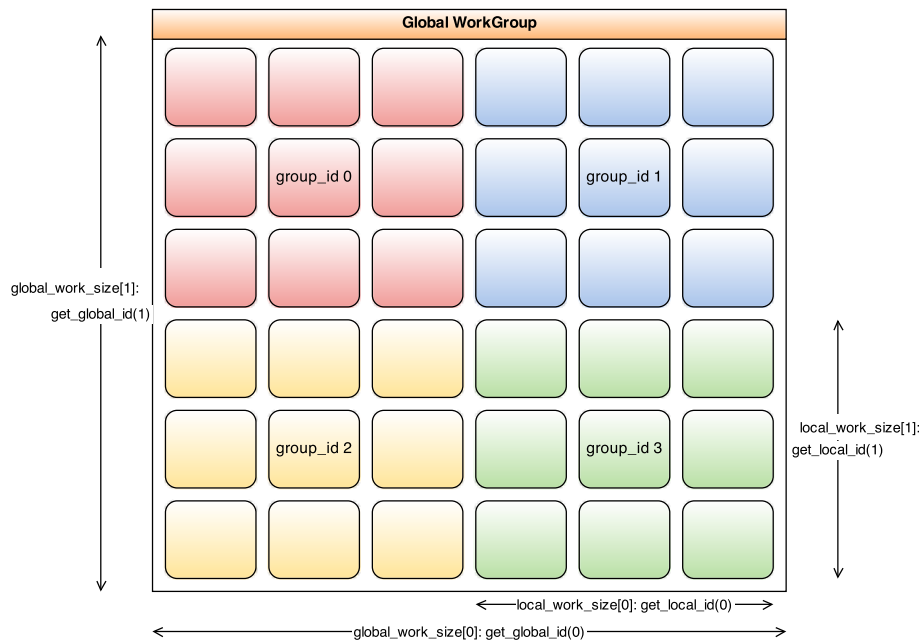 Global WorkGroup
group_id 0
group_id 1
global_work_size[1]:
get_global_id(1)
local_work_size[1]:
get_local_id(1)
group_id 2
group_id 3
local_work_size[0]: get_local_id(0)
global_work_size[0]: get_global_id(0)